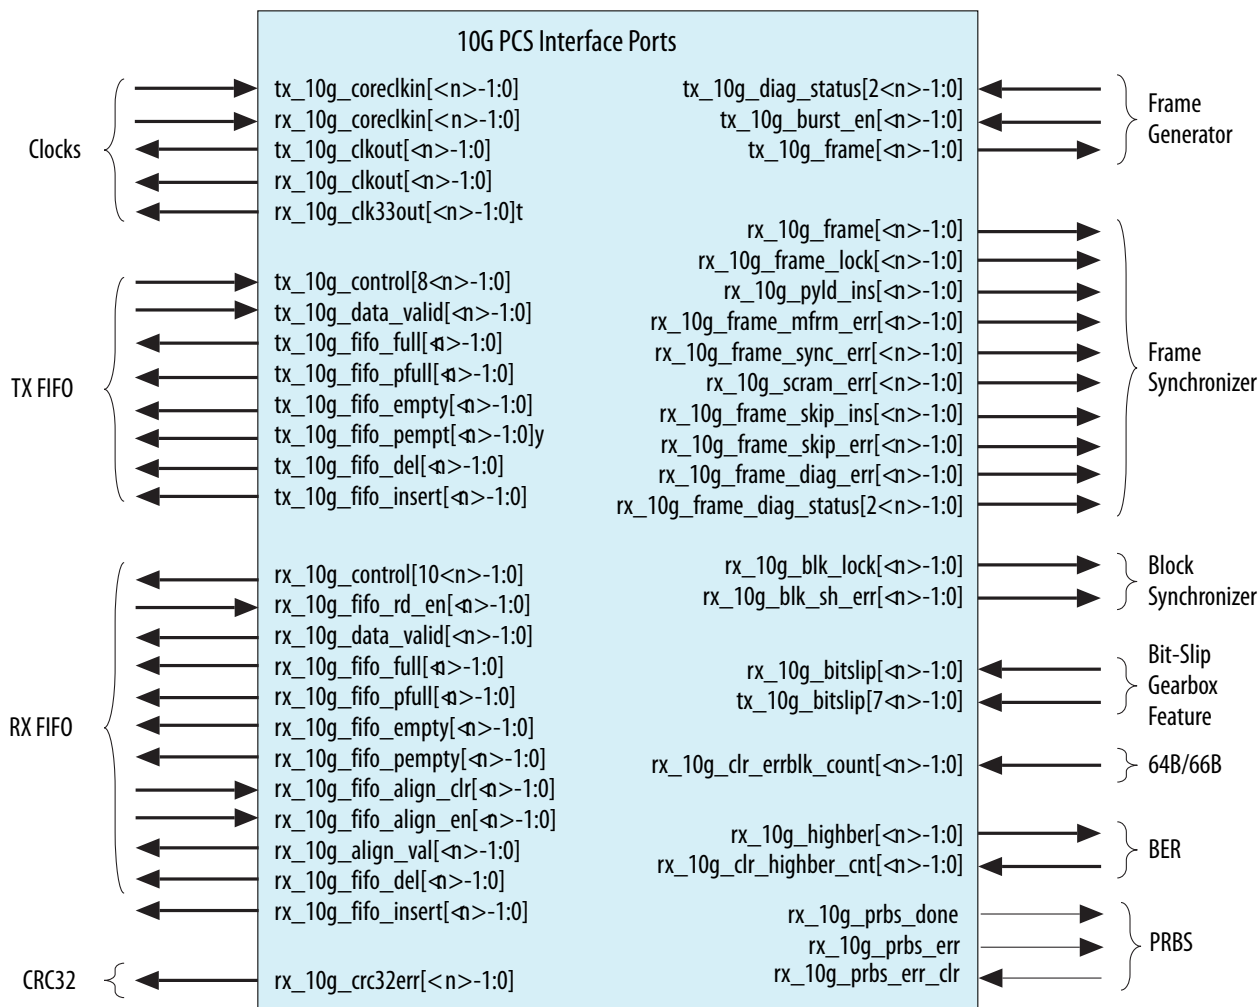 10G PCS Interface Ports
Clocks
tx_10g_coreclkin[<n>-1:0]
rx_10g_coreclkin[<n>-1:0]
tx_10g_clkout[<n>-1:0]
rx_10g_clkout[<n>-1:0]
rx_10g_clk33out[<n>-1:0]t
TX FIFO
tx_10g_control[8<n>-1:0]
tx_10g_data_valid[<n>-1:0]
tx_10g_fifo_full[<n>-1:0]
tx_10g_fifo_pfull[<n>-1:0]
tx_10g_fifo_empty[<n>-1:0]
tx_10g_fifo_pempt[<n>-1:0]y
tx_10g_fifo_del[<n>-1:0]
tx_10g_fifo_insert[<n>-1:0]
RX FIFO
rx_10g_control[10<n>-1:0]
rx_10g_fifo_rd_en[<n>-1:0]
rx_10g_data_valid[<n>-1:0]
rx_10g_fifo_full[<n>-1:0]
rx_10g_fifo_pfull[<n>-1:0]
rx_10g_fifo_empty[<n>-1:0]
rx_10g_fifo_pempty[<n>-1:0]
rx_10g_fifo_align_clr[<n>-1:0]
rx_10g_fifo_align_en[<n>-1:0]
rx_10g_align_val[<n>-1:0]
rx_10g_fifo_del[<n>-1:0]
rx_10g_fifo_insert[<n>-1:0]
CRC32
rx_10g_crc32err[<n>-1:0]
tx_10g_diag_status[2<n>-1:0]
tx_10g_burst_en[<n>-1:0]
tx_10g_frame[<n>-1:0]
Frame
Generator
rx_10g_frame[<n>-1:0]
rx_10g_frame_lock[<n>-1:0]
rx_10g_pyld_ins[<n>-1:0]
rx_10g_frame_mfrm_err[<n>-1:0]
rx_10g_frame_sync_err[<n>-1:0]
rx_10g_scram_err[<n>-1:0]
rx_10g_frame_skip_ins[<n>-1:0]
rx_10g_frame_skip_err[<n>-1:0]
rx_10g_frame_diag_err[<n>-1:0]
rx_10g_frame_diag_status[2<n>-1:0]
Frame
Synchronizer
rx_10g_blk_lock[<n>-1:0]
rx_10g_blk_sh_err[<n>-1:0]
Block
Synchronizer
rx_10g_bitslip[<n>-1:0]
tx_10g_bitslip[7<n>-1:0]
Bit-Slip
Gearbox
Feature
rx_10g_clr_errblk_count[<n>-1:0]
64B/66B
rx_10g_highber[<n>-1:0]
rx_10g_clr_highber_cnt[<n>-1:0]
BER
rx_10g_prbs_done
rx_10g_prbs_err
rx_10g_prbs_err_clr
PRBS